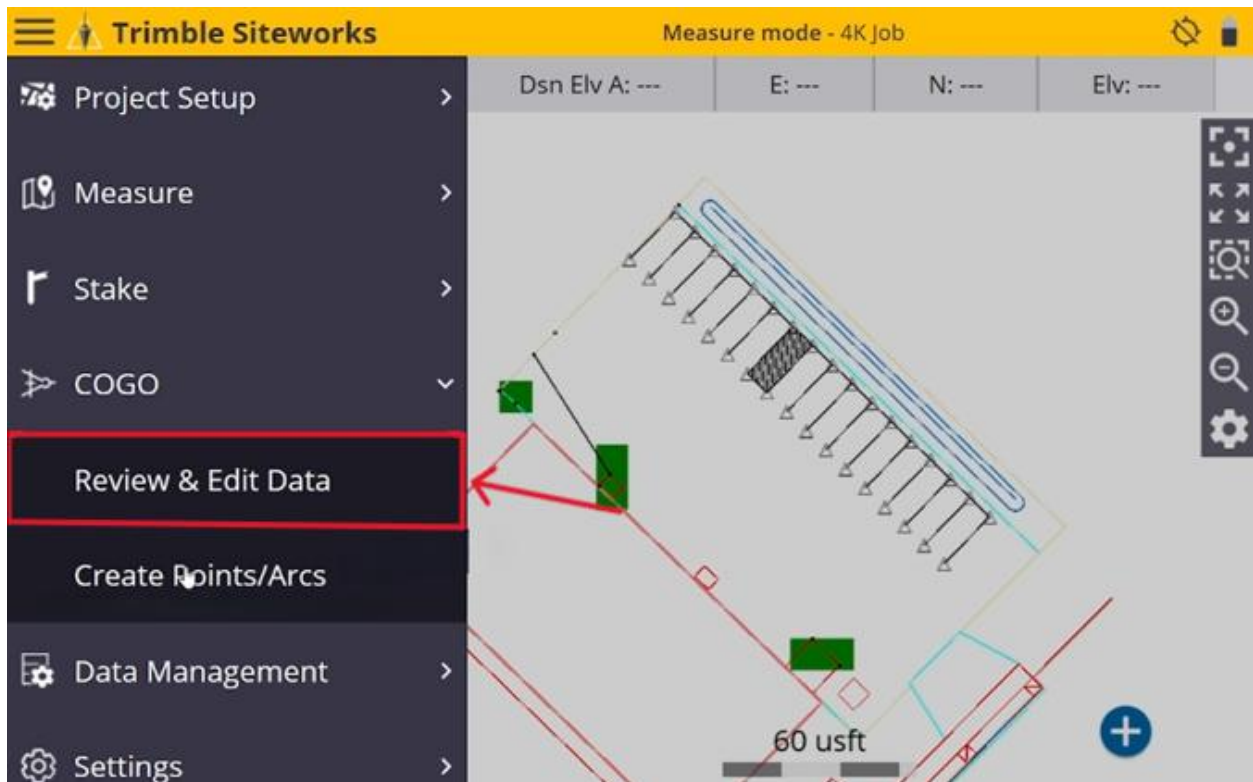 Trimble Siteworks
Measure mode - 4K Job
Dsn Elv A: ---
E: ---
N: ---
Elv: ---
Project Setup
Measure
Stake
COGO
Review & Edit Data
Create Points/Arcs
Data Management
Settings
60 usft